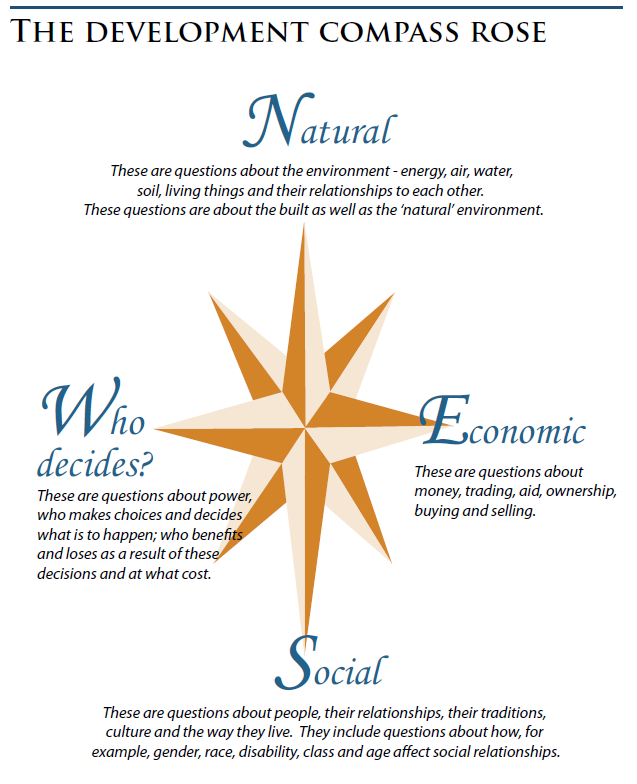 THE DEVELOPMENT COMPASS ROSE
Natural
These are questions about the environment - energy, air, water,
soil, living things and their relationships to each other.
These questions are about the built as well as the ‘natural’ environment.
Who
decides?
These are questions about power,
who makes choices and decides
what is to happen; who benefits
and loses as a result of these
decisions and at what cost.
Economic
These are questions about
money, trading, aid, ownership,
buying and selling.
Social
These are questions about people, their relationships, their traditions,
culture and the way they live.  They include questions about how, for
example, gender, race, disability, class and age affect social relationships.